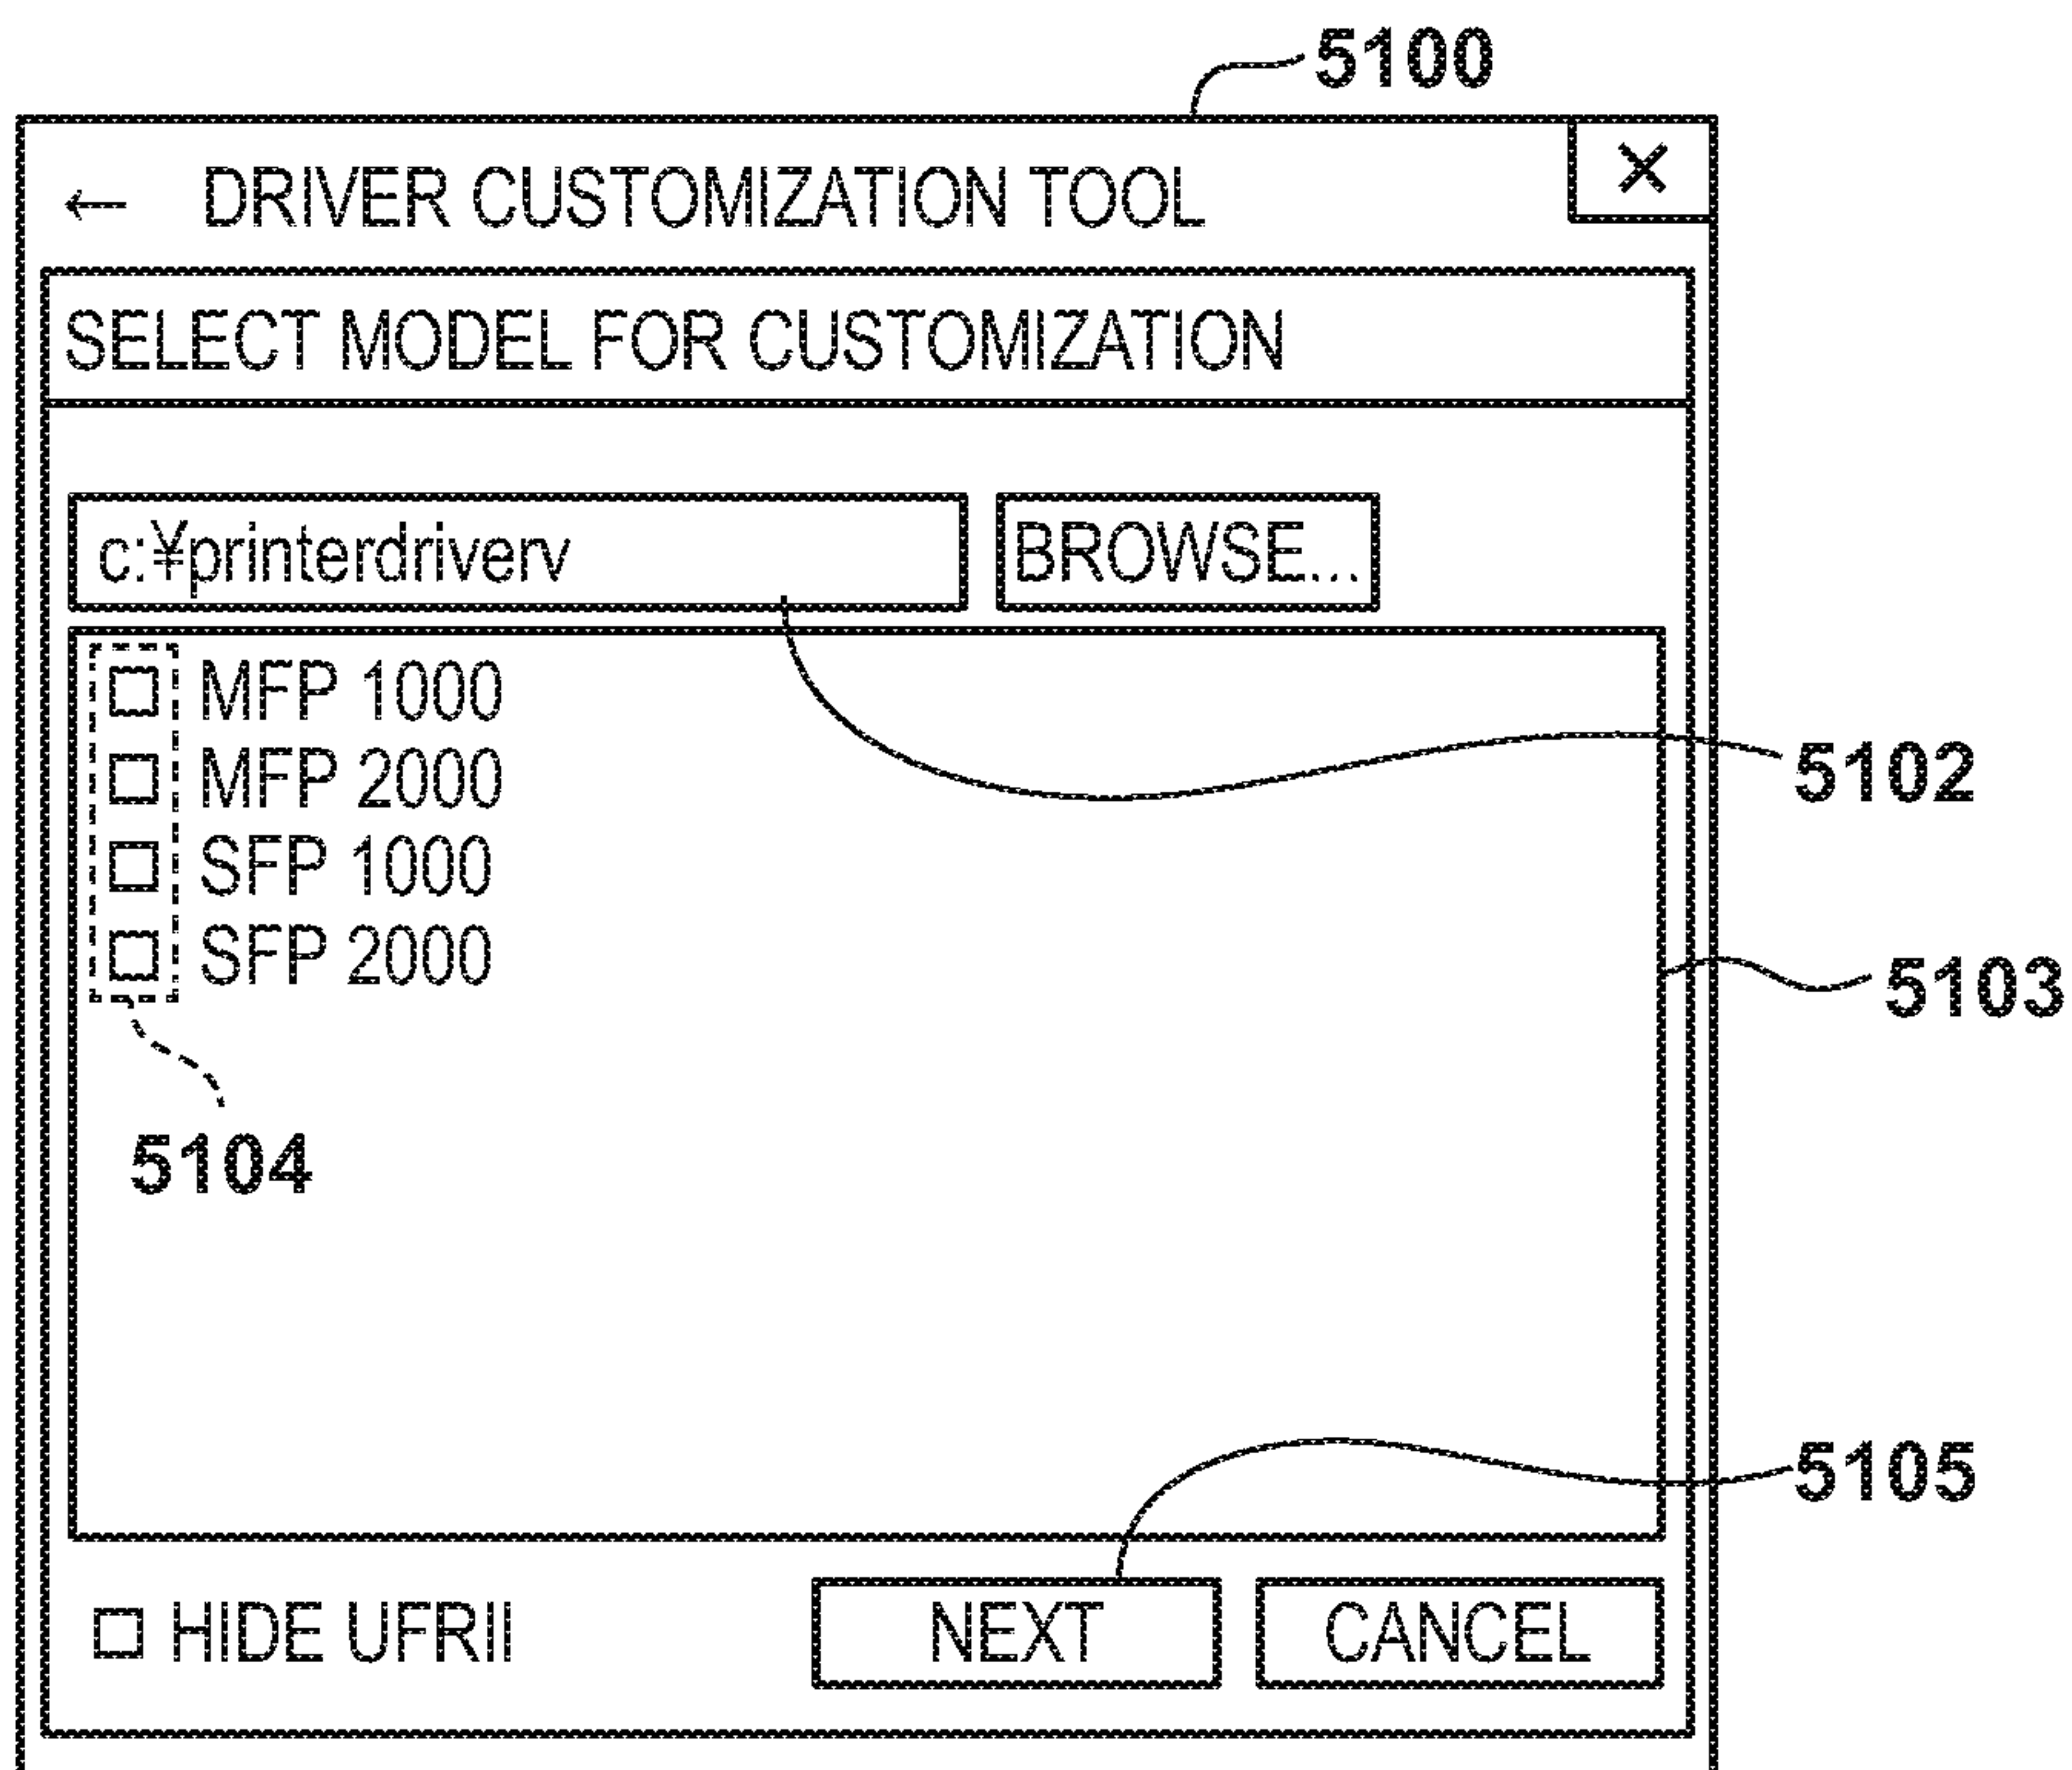 5100
← DRIVER CUSTOMIZATION TOOL ×
SELECT MODEL FOR CUSTOMIZATION
c:¥printerdriverv BROWSE...
MFP 1000
MFP 2000
5102
SFP 1000
SFP 2000
5103
5104
5105
HIDE UFRII NEXT CANCEL